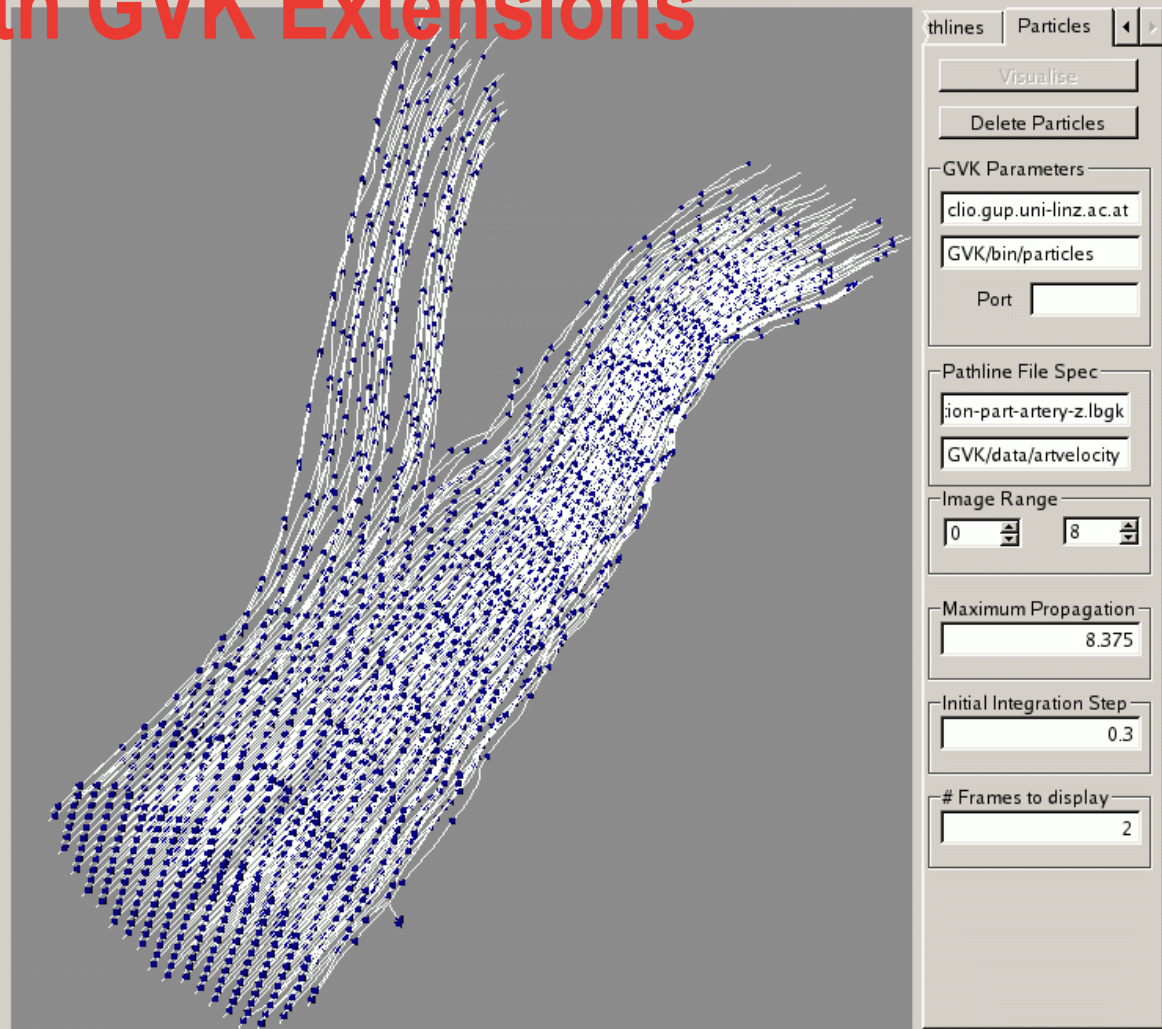 th GVK Extensions
thlines
Particles
Visualise
Delete Particles
GVK Parameters
clio.gup.uni-linz.ac.at
GVK/bin/particles
Port
Pathline File Spec
:ion-part-artery-z.lbgk
GVK/data/artvelocity
Image Range
0
8
Maximum Propagation
8.375
Initial Integration Step
0.3
# Frames to display
2